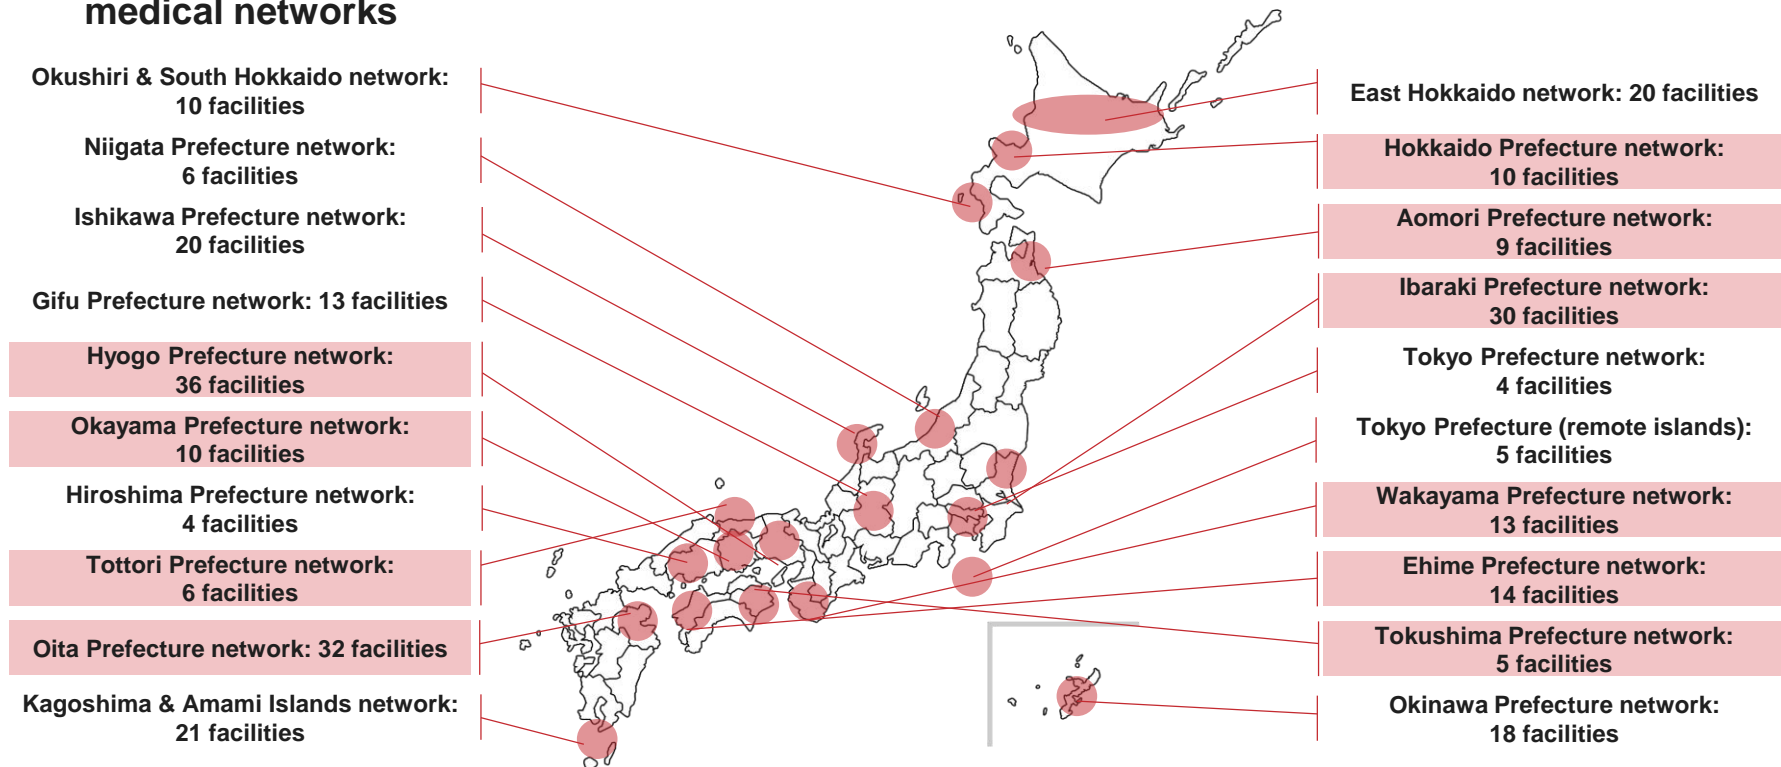 medical networks
Okushiri & South Hokkaido network:
10 facilities
Niigata Prefecture network:
6 facilities
Ishikawa Prefecture network:
20 facilities
Gifu Prefecture network: 13 facilities
Hyogo Prefecture network:
36 facilities
Okayama Prefecture network:
10 facilities
Hiroshima Prefecture network:
4 facilities
Tottori Prefecture network:
6 facilities
Oita Prefecture network: 32 facilities
Kagoshima & Amami Islands network:
21 facilities
East Hokkaido network: 20 facilities
Hokkaido Prefecture network:
10 facilities
Aomori Prefecture network:
9 facilities
Ibaraki Prefecture network:
30 facilities
Tokyo Prefecture network:
4 facilities
Tokyo Prefecture (remote islands):
5 facilities
Wakayama Prefecture network:
13 facilities
Ehime Prefecture network:
14 facilities
Tokushima Prefecture network:
5 facilities
Okinawa Prefecture network:
18 facilities